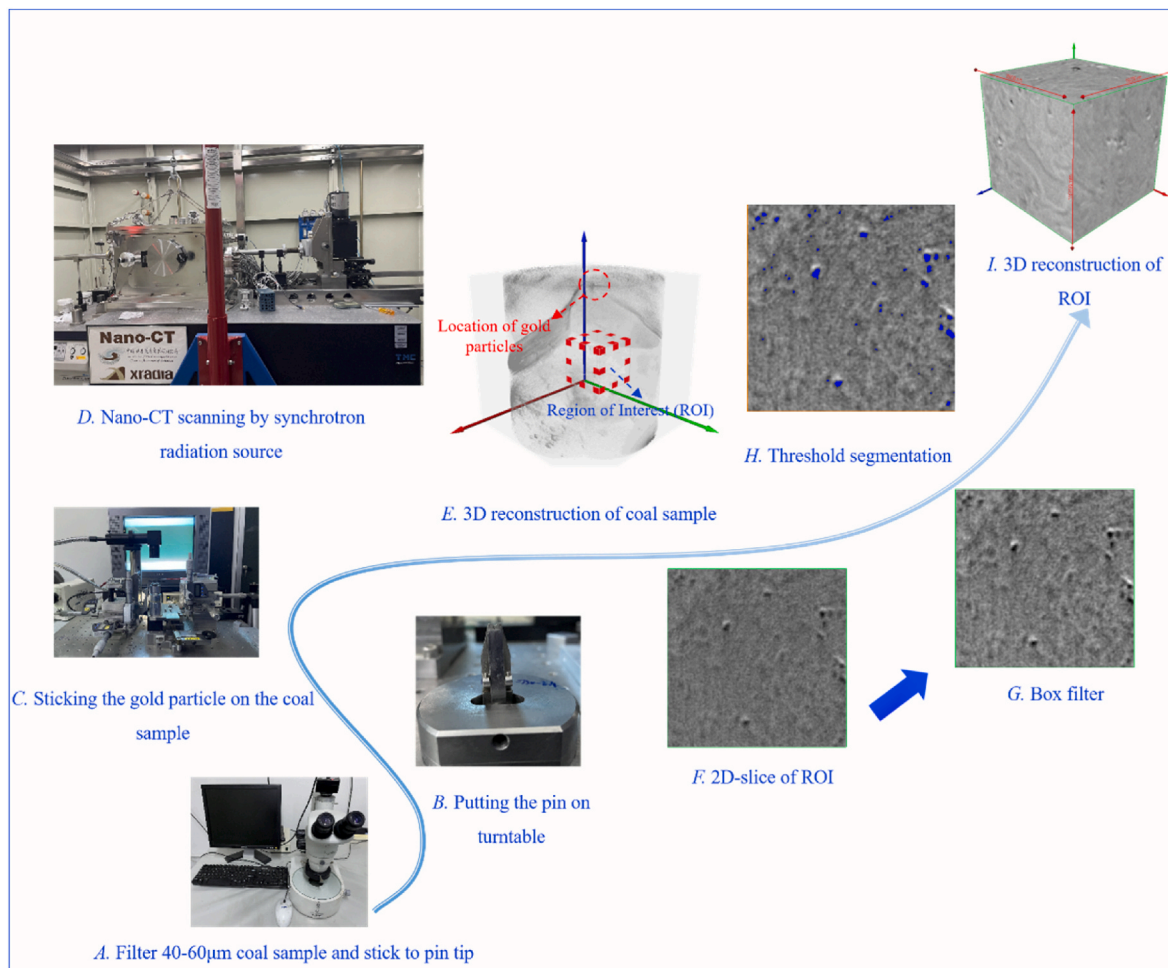 A. Filter 40-60μm coal sample and stick to pin tip
B. Putting the pin on
turntable
C. Sticking the gold particle on the coal
sample
Nano-CT
xradia
TMC
D. Nano-CT scanning by synchrotron
radiation source
Location of gold
particles
Region of Interest (ROI)
E. 3D reconstruction of coal sample
F. 2D-slice of ROI
G. Box filter
H. Threshold segmentation
I. 3D reconstruction of
ROI